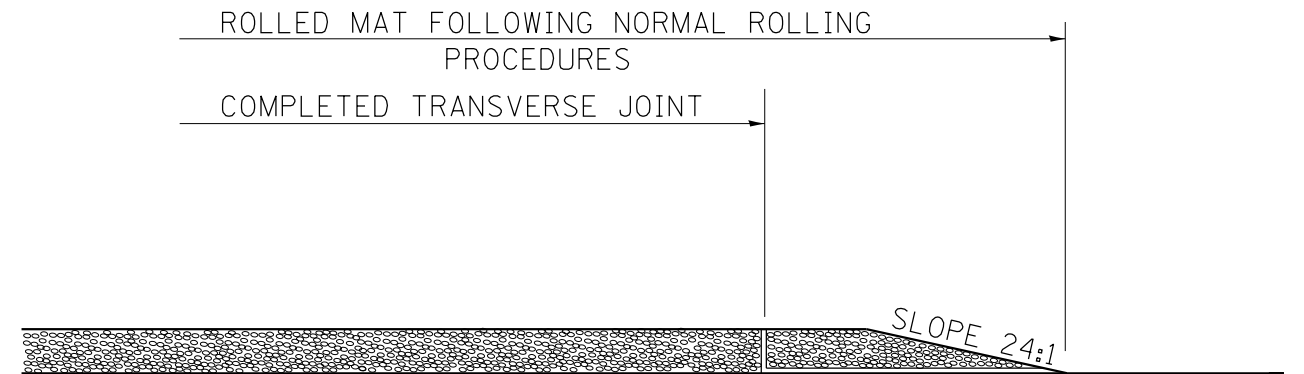 ROLLED MAT FOLLOWING NORMAL ROLLING
PROCEDURES
COMPLETED TRANSVERSE JOINT
SLOPE 24:1